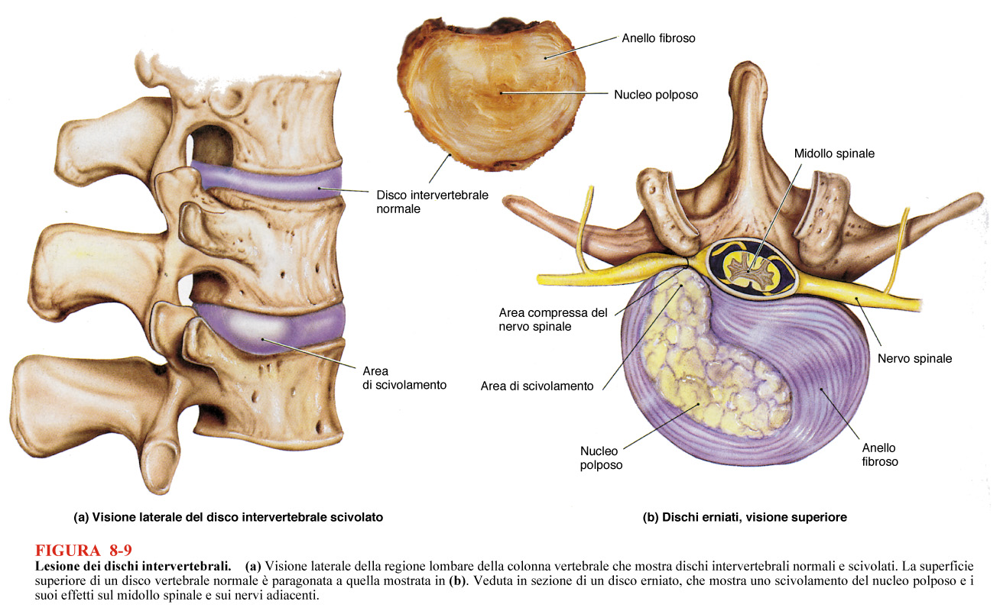 Anello fibroso
Nucleo polposo
Disco intervertebrale
normale
Area
di scivolamento
Midollo spinale
Area compressa del
nervo spinale
Area di scivolamento
Nucleo
polposo
Nervo spinale
Anello
fibroso
(a) Visione laterale del disco intervertebrale scivolato
(b) Dischi erniati, visione superiore
FIGURA 8-9
Lesione dei dischi intervertebrali. (a) Visione laterale della regione lombare della colonna vertebrale che mostra dischi intervertebrali normali e scivolati. La superficie
superiore di un disco vertebrale normale è paragonata a quella mostrata in (b). Veduta in sezione di un disco erniato, che mostra uno scivolamento del nucleo polposo e i
suoi effetti sul midollo spinale e sui nervi adiacenti.